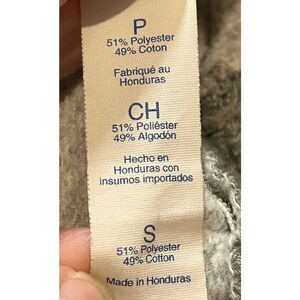 P
51% Polyester
49% Coton
Fabriqué au
Honduras
CH
51% Poliéster
49% Algodón
Hecho en
Honduras con
insumos importados
S
51% Polyester
49% Cotton
Made in Honduras